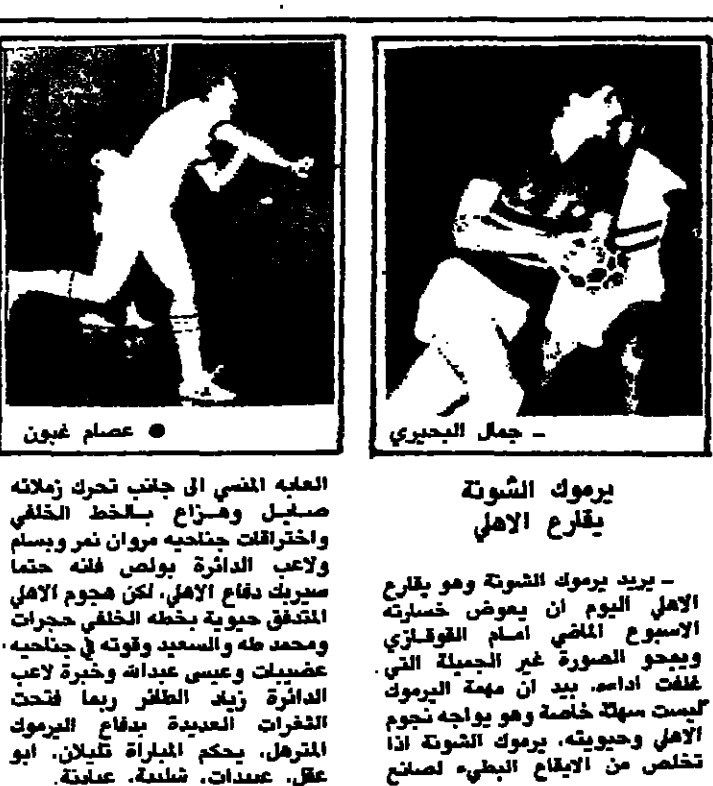 ـ جمال البحيري
● عصام غبون
يرموك الشونة
يقارع الاهلي
ـ يريد يرموك الشونة وهو يقارع
الاهلي اليوم ان يعوض خسارته
الاسبوع الماضي امام القوقازي
ويمحو الصورة غير الجميلة التي
غلفت اداءه. بيد ان مهمة اليرموك
ليست سهلة خاصة وهو يواجه نجوم
الاهلي وحيويته. يرموك الشونة اذا
تخلص من الايقاع البطيء لصانع
العابه المنسي الى جانب تحرك زملائه
صايل وهزاع بالخط الخلفي
واختراقات جناحيه مروان نمر وبسام
ولاعب الدائرة بولص فانه حتما
سيربك دفاع الاهلي. لكن هجوم الاهلي
المتدفق حيوية بخطه الخلفي حجرات
ومحمد طه والسعيد وقوته في جناحيه
عضيبات وعيسى عبدالله وخبرة لاعب
الدائرة زياد الظافر ربما فتحت
الثغرات العديدة بدفاع اليرموك
المترهل. يحكم المباراة تليلان. ابو
عقل. عبيدات. شلبية. عبابنة.